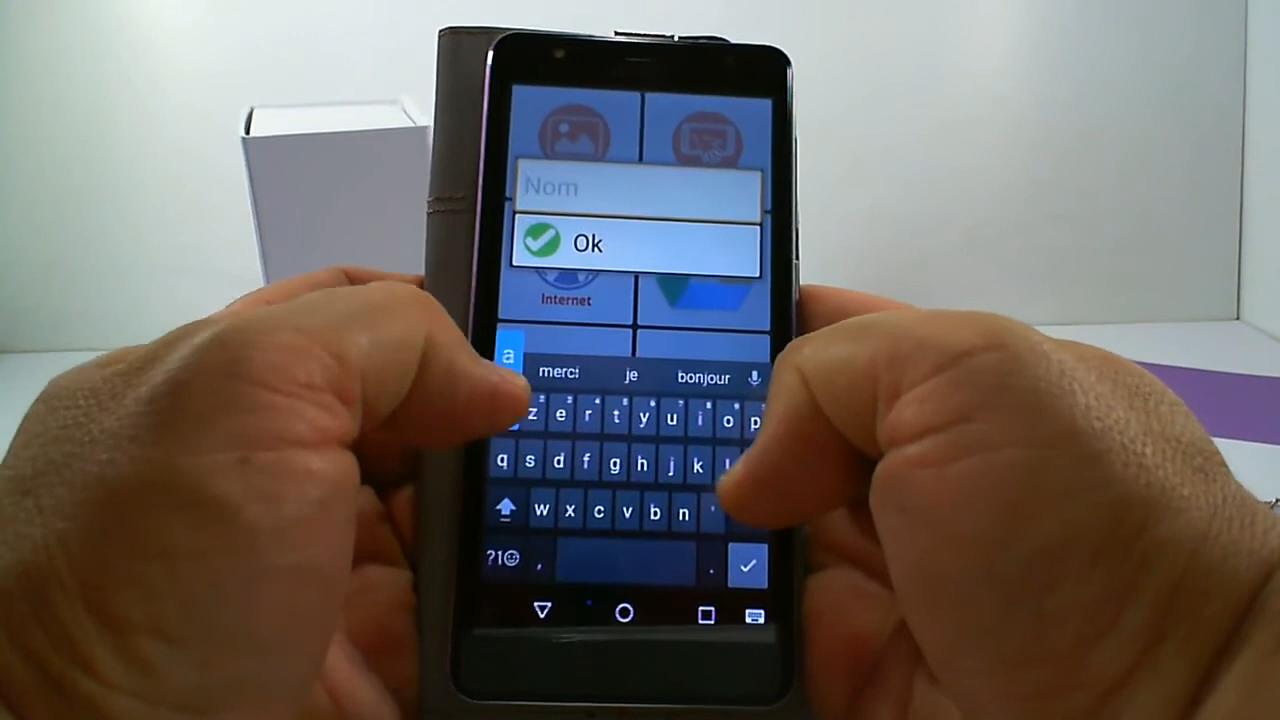 Nom
Ok
Internet
a
merci je bonjour
z e r t y u i o p
q s d f g h j k
w x c v b n '
?1☺ , .